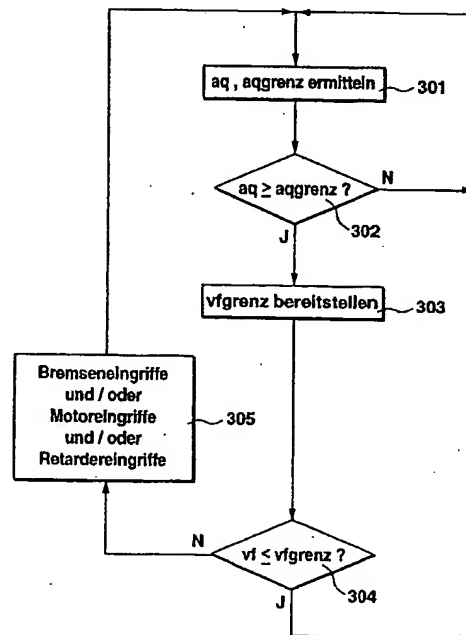 aq , aqgrenz ermitteln
301
N
aq ≥ aqgrenz ?
302
J
vfgrenz bereitstellen
303
Bremseneingriffe
und / oder
Motoreingriffe
und / oder
Retardereingriffe
305
N
vf ≤ vfgrenz ?
304
J